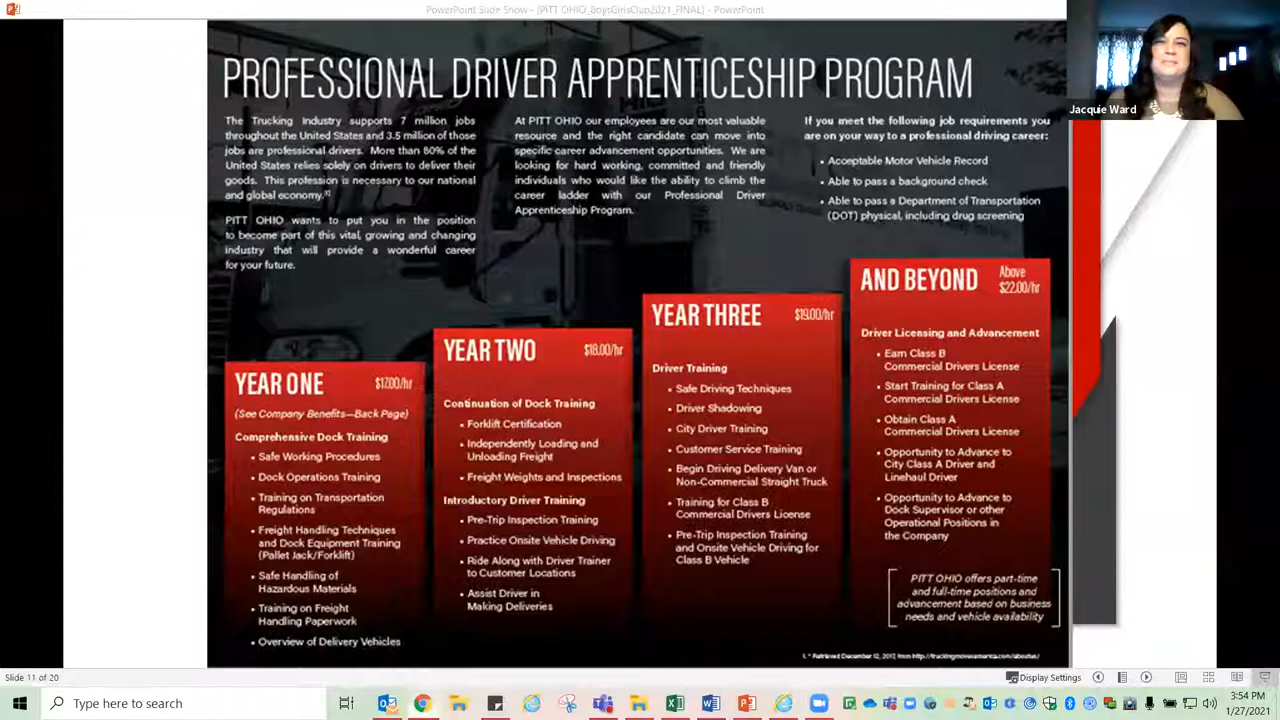 PowerPoint Slide Show - [PITT OHIO_BoysGirlsClub2021_FINAL] - PowerPoint
Jacquie Ward
PROFESSIONAL DRIVER APPRENTICESHIP PROGRAM
The Trucking Industry supports 7 million jobs
throughout the United States and 3.5 million of those
jobs are professional drivers. More than 80% of the
United States relies solely on drivers to deliver their
goods. This profession is necessary to our national
and global economy.[1]
PITT OHIO wants to put you in the position
to become part of this vital, growing and changing
industry that will provide a wonderful career
for your future.
At PITT OHIO our employees are our most valuable
resource and the right candidate can move into
specific career advancement opportunities. We are
looking for hard working, committed and friendly
individuals who would like the ability to climb the
career ladder with our Professional Driver
Apprenticeship Program.
If you meet the following job requirements you
are on your way to a professional driving career:
• Acceptable Motor Vehicle Record
• Able to pass a background check
• Able to pass a Department of Transportation
(DOT) physical, including drug screening
YEAR ONE $17.00/hr
(See Company Benefits—Back Page)
Comprehensive Dock Training
• Safe Working Procedures
• Dock Operations Training
• Training on Transportation
Regulations
• Freight Handling Techniques
and Dock Equipment Training
(Pallet Jack/Forklift)
• Safe Handling of
Hazardous Materials
• Training on Freight
Handling Paperwork
• Overview of Delivery Vehicles
YEAR TWO $18.00/hr
Continuation of Dock Training
• Forklift Certification
• Independently Loading and
Unloading Freight
• Freight Weights and Inspections
Introductory Driver Training
• Pre-Trip Inspection Training
• Practice Onsite Vehicle Driving
• Ride Along with Driver Trainer
to Customer Locations
• Assist Driver in
Making Deliveries
YEAR THREE $19.00/hr
Driver Training
• Safe Driving Techniques
• Driver Shadowing
• City Driver Training
• Customer Service Training
• Begin Driving Delivery Van or
Non-Commercial Straight Truck
• Training for Class B
Commercial Drivers License
• Pre-Trip Inspection Training
and Onsite Vehicle Driving for
Class B Vehicle
AND BEYOND Above
$22.00/hr
Driver Licensing and Advancement
• Earn Class B
Commercial Drivers License
• Start Training for Class A
Commercial Drivers License
• Obtain Class A
Commercial Drivers License
• Opportunity to Advance to
City Class A Driver and
Linehaul Driver
• Opportunity to Advance to
Dock Supervisor or other
Operational Positions in
the Company
PITT OHIO offers part-time
and full-time positions and
advancement based on business
needs and vehicle availability
1. * Retrieved December 12, 2017, from http://truckingmovesamerica.com/aboutus/
Slide 11 of 20
Display Settings
Type here to search
3:54 PM
1/27/2021